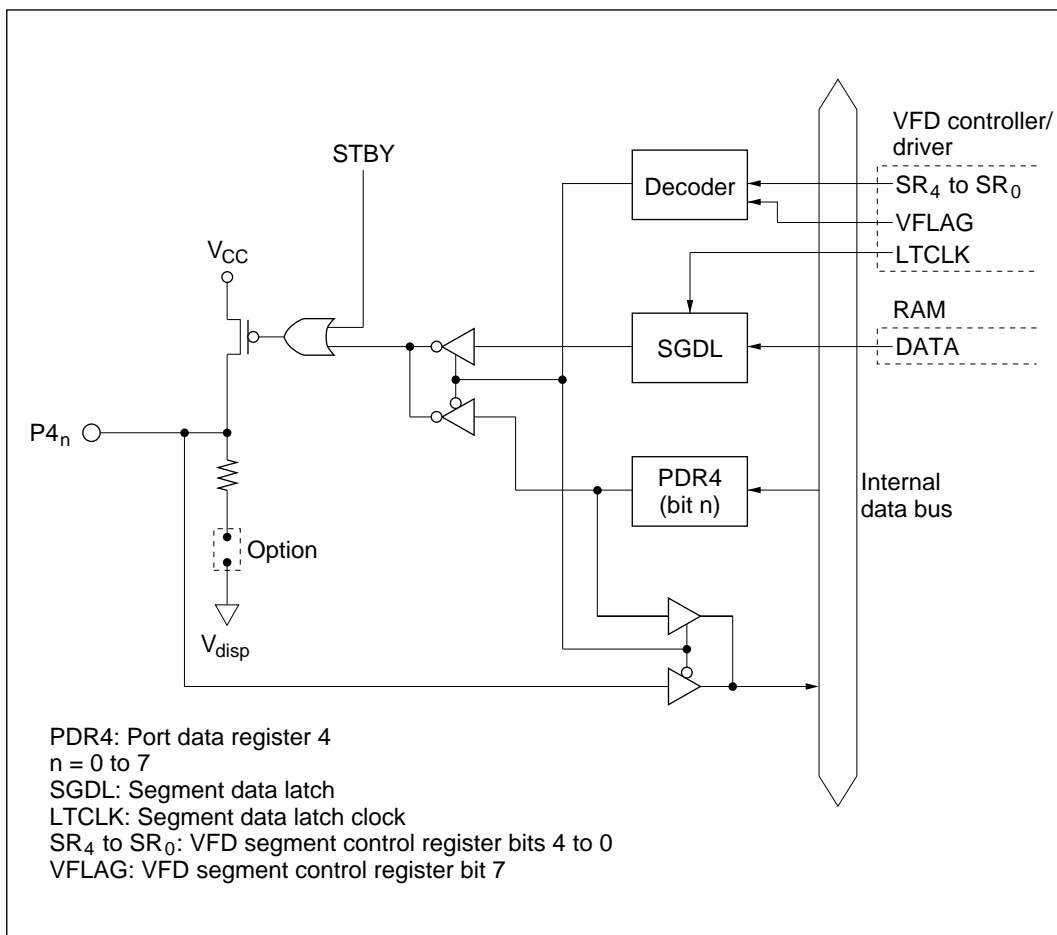 VFD controller/
driver
STBY
Decoder
SR₄ to SR₀
VFLAG
V_CC
LTCLK
RAM
SGDL
DATA
P4ₙ
PDR4
(bit n)
Internal
data bus
Option
V_disp
PDR4: Port data register 4
n = 0 to 7
SGDL: Segment data latch
LTCLK: Segment data latch clock
SR₄ to SR₀: VFD segment control register bits 4 to 0
VFLAG: VFD segment control register bit 7